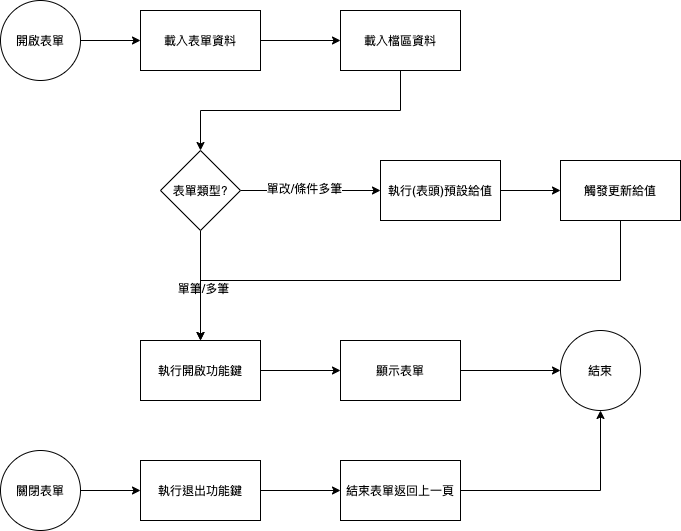 開啟表單
載入表單資料
載入檔區資料
表單類型?
單改/條件多筆
執行(表頭)預設給值
觸發更新給值
單筆/多筆
執行開啟功能鍵
顯示表單
結束
關閉表單
執行退出功能鍵
結束表單返回上一頁